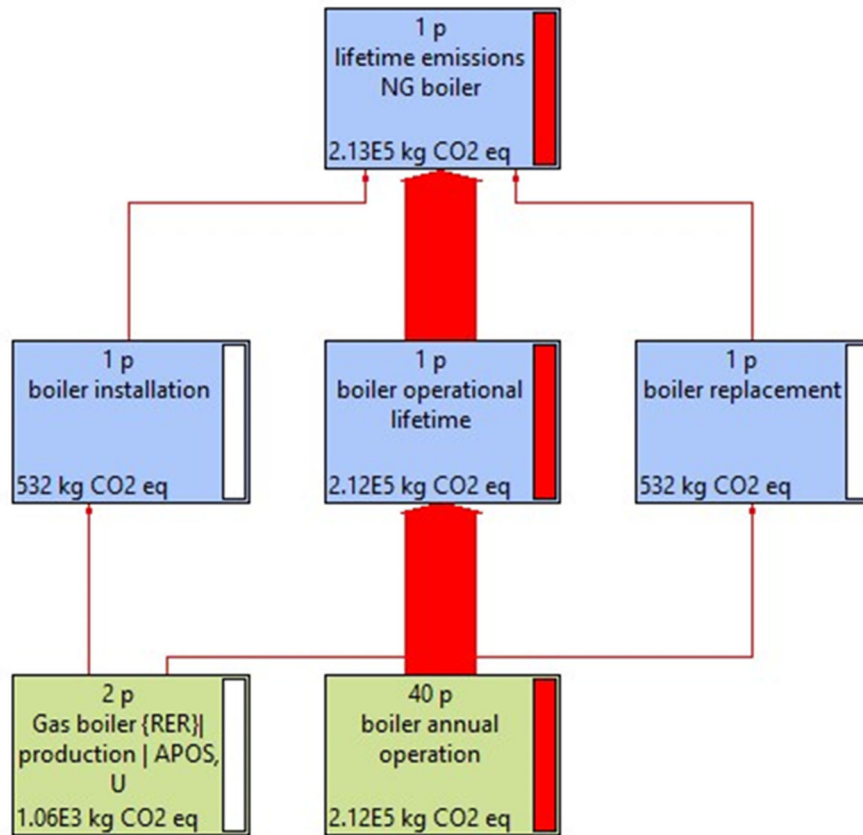 1 p
lifetime emissions
NG boiler
2.13E5 kg CO2 eq
1 p
boiler installation
532 kg CO2 eq
1 p
boiler operational
lifetime
2.12E5 kg CO2 eq
1 p
boiler replacement
532 kg CO2 eq
2 p
Gas boiler {RER}|
production | APOS,
U
1.06E3 kg CO2 eq
40 p
boiler annual
operation
2.12E5 kg CO2 eq